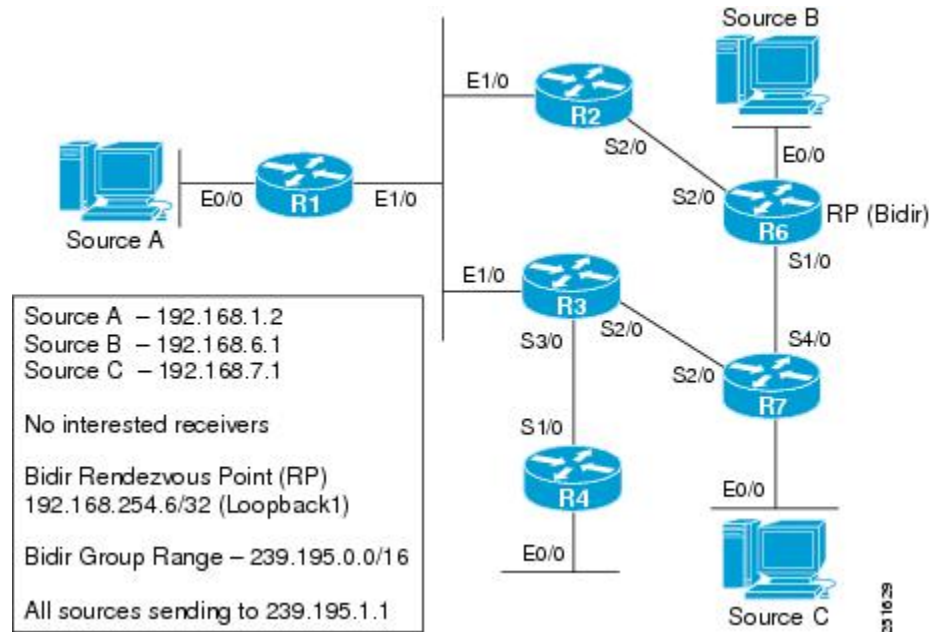 Source B
E1/0
R2
S2/0
E0/0
S2/0
RP (Bidir)
R6
E0/0
R1
E1/0
Source A
S1/0
E1/0
R3
S3/0
S2/0
S4/0
S2/0
R7
S1/0
R4
E0/0
E0/0
Source C
Source A – 192.168.1.2
Source B – 192.168.6.1
Source C – 192.168.7.1
No interested receivers
Bidir Rendezvous Point (RP)
192.168.254.6/32 (Loopback1)
Bidir Group Range – 239.195.0.0/16
All sources sending to 239.195.1.1